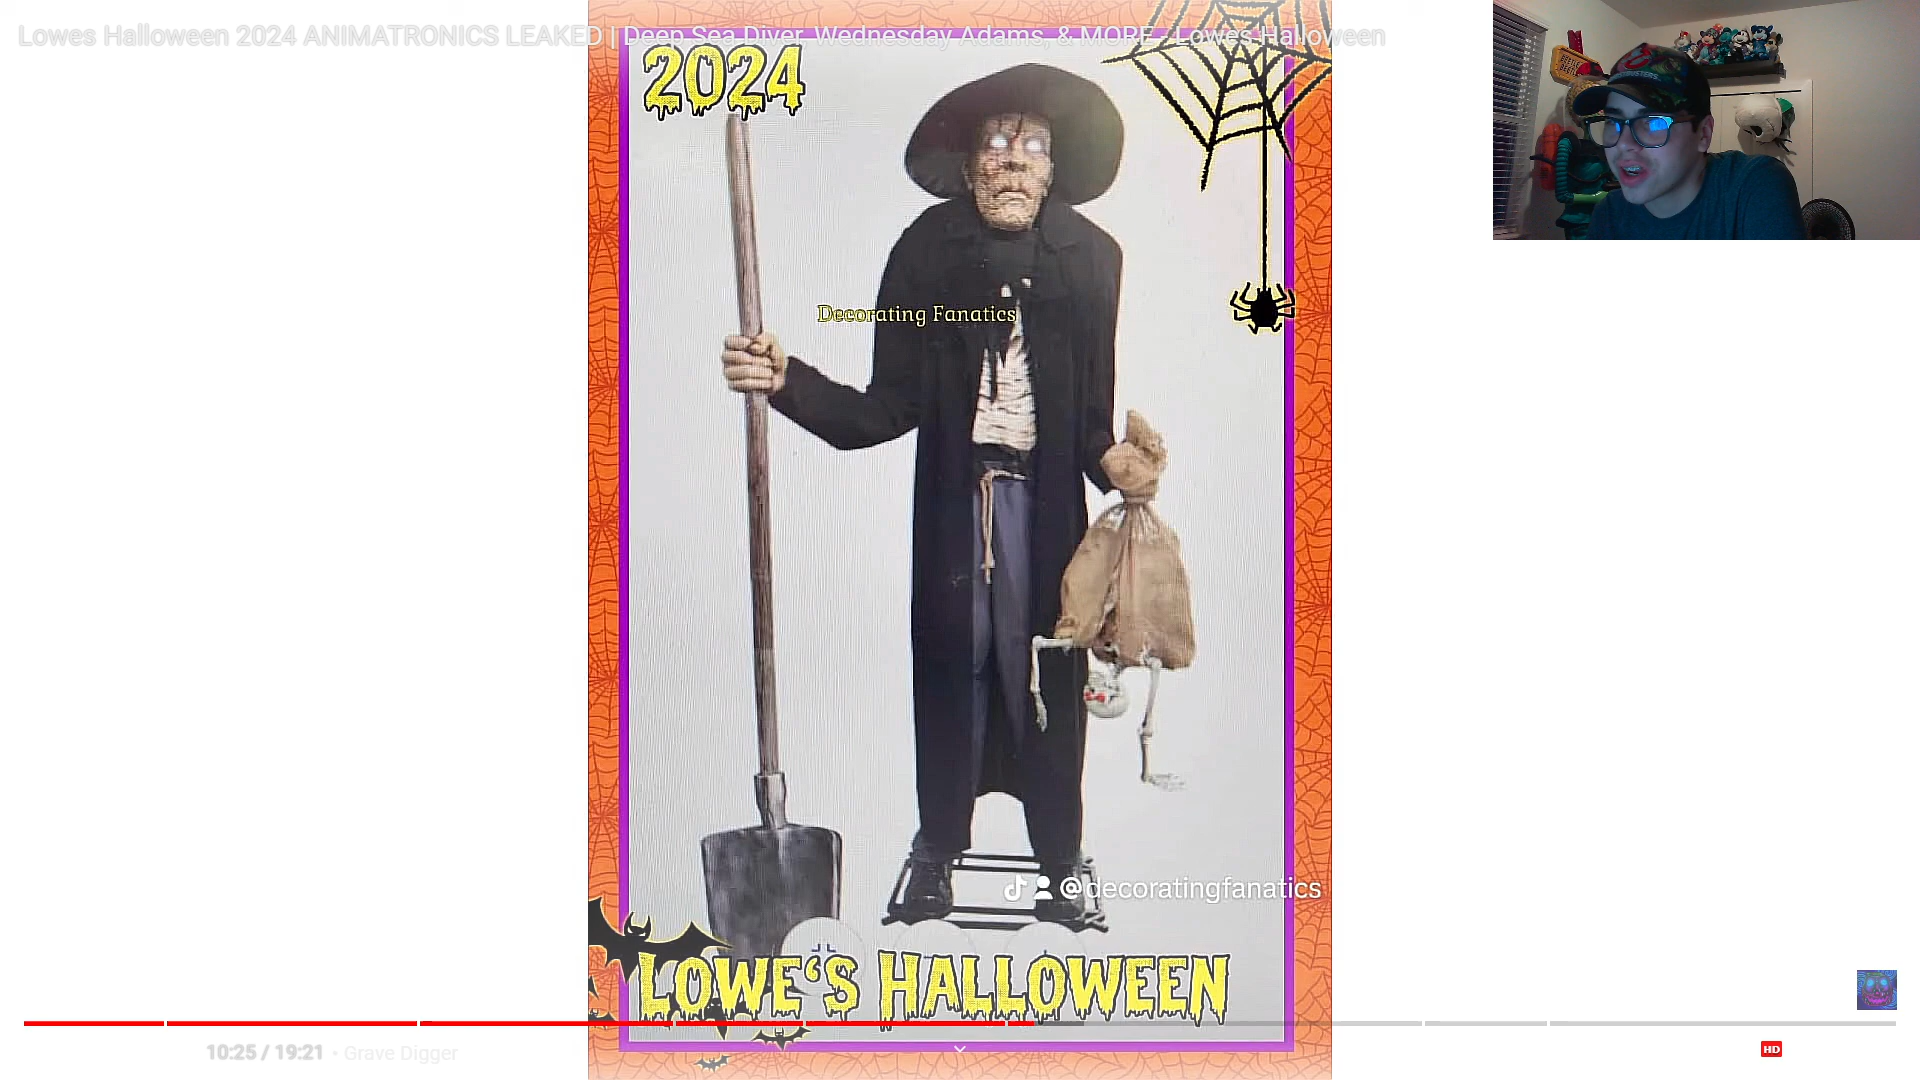 Lowes Halloween 2024 ANIMATRONICS LEAKED | Deep Sea Diver, Wednesday Adams, & MORE - Lowes Halloween
2024
Decorating Fanatics
@decoratingfanatics
LOWE'S HALLOWEEN
10:25 / 19:21 • Grave Digger
HD